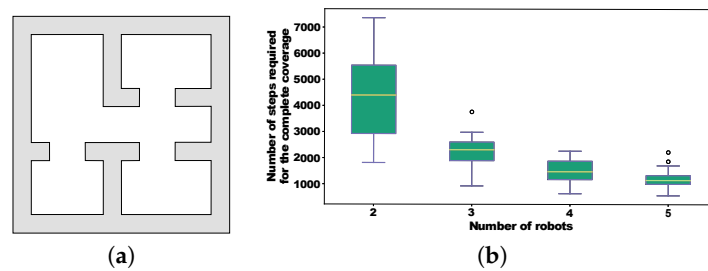 Number of steps required
for the complete coverage
7000
6000
5000
4000
3000
2000
1000
2 3 4 5
Number of robots
(a) (b)